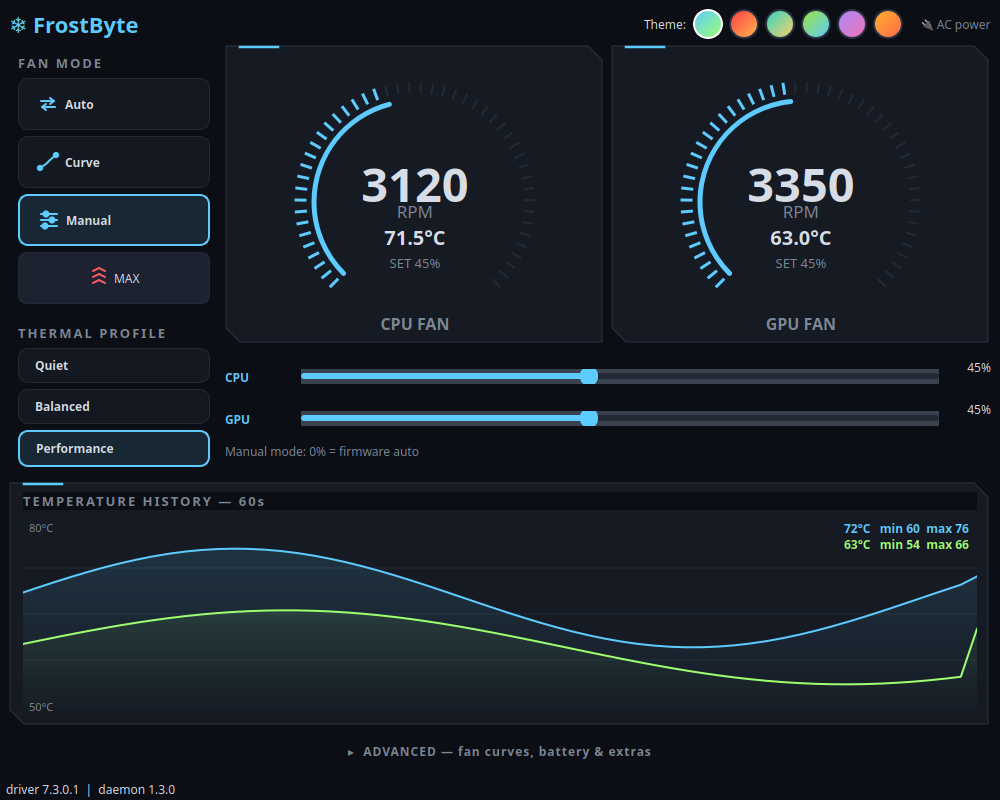 ❄ FrostByte
Theme:
AC power
FAN MODE
Auto
Curve
Manual
MAX
THERMAL PROFILE
Quiet
Balanced
Performance
3120
RPM
71.5°C
SET 45%
CPU FAN
3350
RPM
63.0°C
SET 45%
GPU FAN
CPU 45%
GPU 45%
Manual mode: 0% = firmware auto
TEMPERATURE HISTORY — 60s
80°C
72°C min 60 max 76
63°C min 54 max 66
50°C
▸ ADVANCED — fan curves, battery & extras
driver 7.3.0.1 | daemon 1.3.0